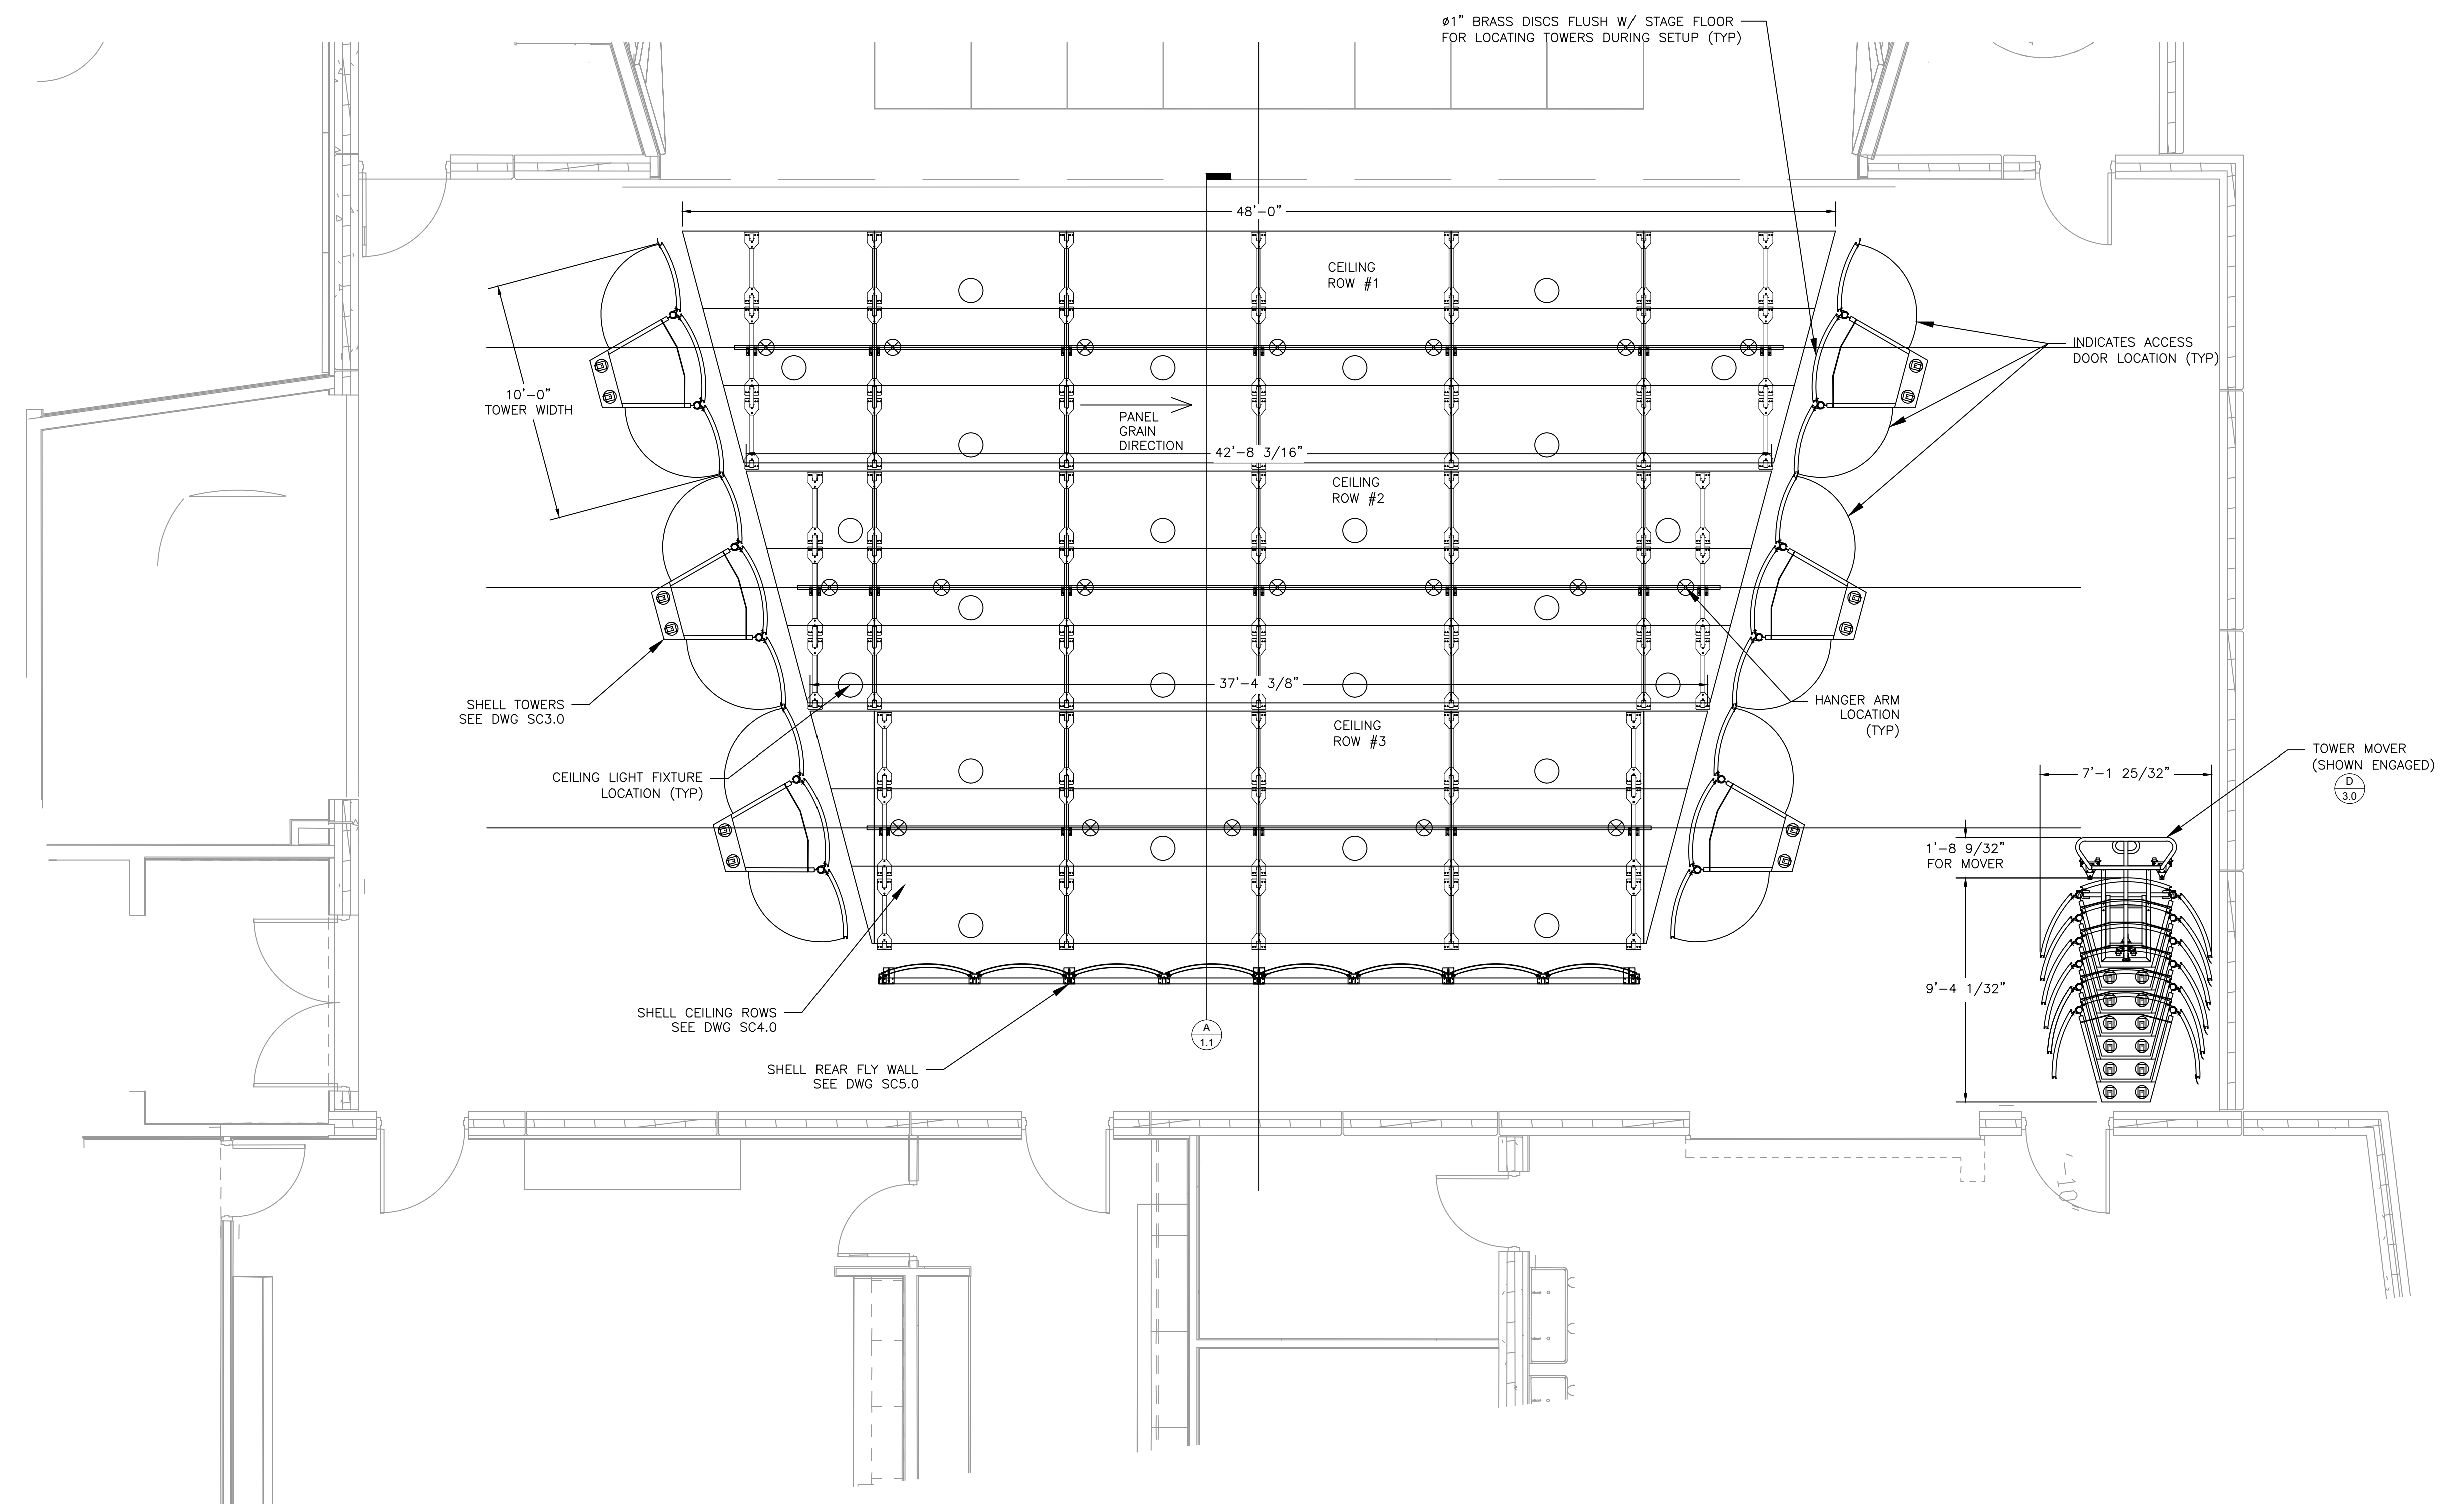 ø1” BRASS DISCS FLUSH W/ STAGE FLOOR
FOR LOCATING TOWERS DURING SETUP (TYP)
48’-0”
CEILING
ROW #1
INDICATES ACCESS
DOOR LOCATION (TYP)
10’-0”
TOWER WIDTH
PANEL
GRAIN
DIRECTION
42’-8 3/16”
CEILING
ROW #2
37’-4 3/8”
SHELL TOWERS
SEE DWG SC3.0
HANGER ARM
LOCATION
(TYP)
CEILING
ROW #3
CEILING LIGHT FIXTURE
LOCATION (TYP)
TOWER MOVER
(SHOWN ENGAGED)
D
3.0
7’-1 25/32”
1’-8 9/32”
FOR MOVER
9’-4 1/32”
SHELL CEILING ROWS
SEE DWG SC4.0
A
1.1
SHELL REAR FLY WALL
SEE DWG SC5.0